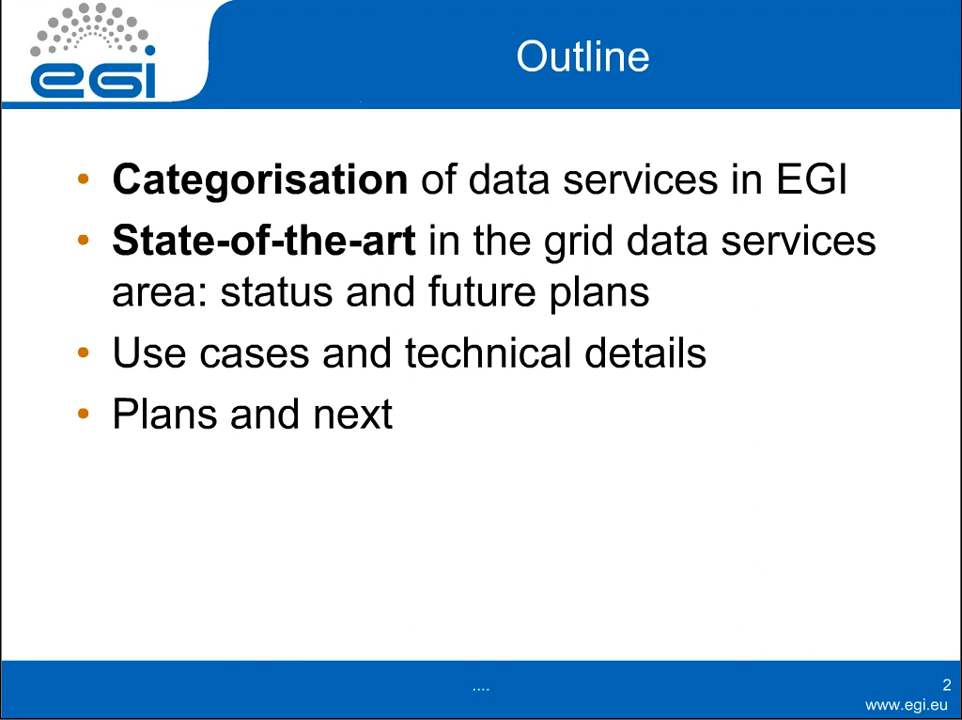 egi
Outline
• Categorisation of data services in EGI
• State-of-the-art in the grid data services
area: status and future plans
• Use cases and technical details
• Plans and next
....
2
www.egi.eu